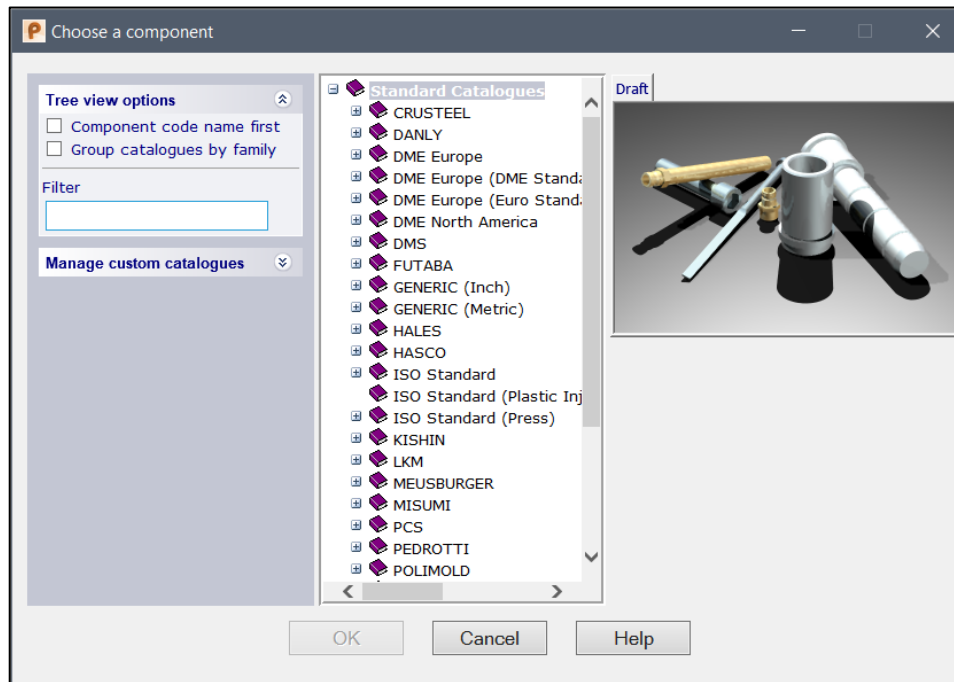 Choose a component
Tree view options
Component code name first
Group catalogues by family
Filter
Manage custom catalogues
Standard Catalogues
CRUSTEEL
DANLY
DME Europe
DME Europe (DME Standa
DME Europe (Euro Standa
DME North America
DMS
FUTABA
GENERIC (Inch)
GENERIC (Metric)
HALES
HASCO
ISO Standard
ISO Standard (Plastic Inj
ISO Standard (Press)
KISHIN
LKM
MEUSBURGER
MISUMI
PCS
PEDROTTI
POLIMOLD
Draft
OK
Cancel
Help